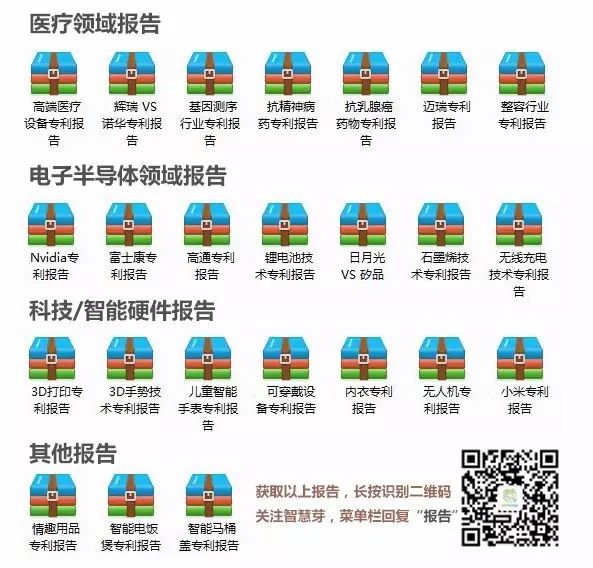 医疗领域报告
高端医疗
设备专利报
告
辉瑞 VS
诺华专利报
告
基因测序
行业专利报
告
抗精神病
药专利报告
抗乳腺癌
药物专利报
告
迈瑞专利
报告
整容行业
专利报告
电子半导体领域报告
Nvidia专
利报告
富士康专
利报告
高通专利
报告
锂电池技
术专利报告
日月光
VS 矽品
石墨烯技
术专利报告
无线充电
技术专利报
告
科技/智能硬件报告
3D打印专
利报告
3D手势技
术专利报告
儿童智能
手表专利报
告
可穿戴设
备专利报告
内衣专利
报告
无人机专
利报告
小米专利
报告
其他报告
情趣用品
专利报告
智能电饭
煲专利报告
智能马桶
盖专利报告
获取以上报告，长按识别二维码
关注智慧芽，菜单栏回复“报告”